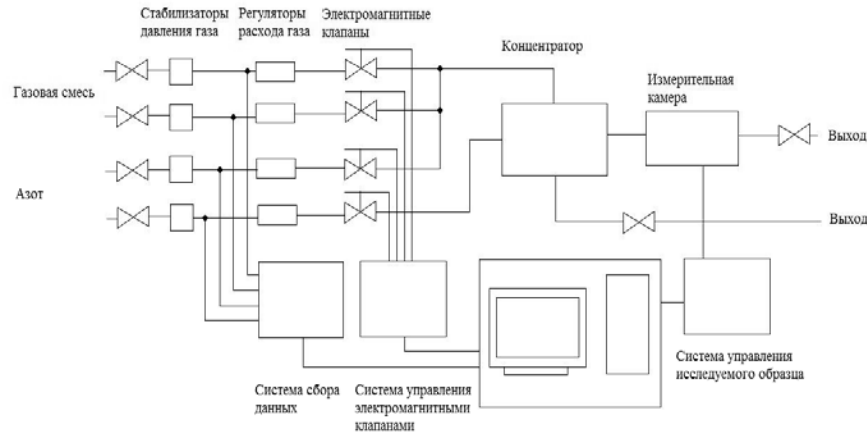 Стабилизаторы
давления газа
Регуляторы
расхода газа
Электромагнитные
клапаны
Концентратор
Измерительная
камера
Газовая смесь
Выход
Азот
Выход
Система управления
исследуемого образца
Система сбора
данных
Система управления
электромагнитными
клапанами